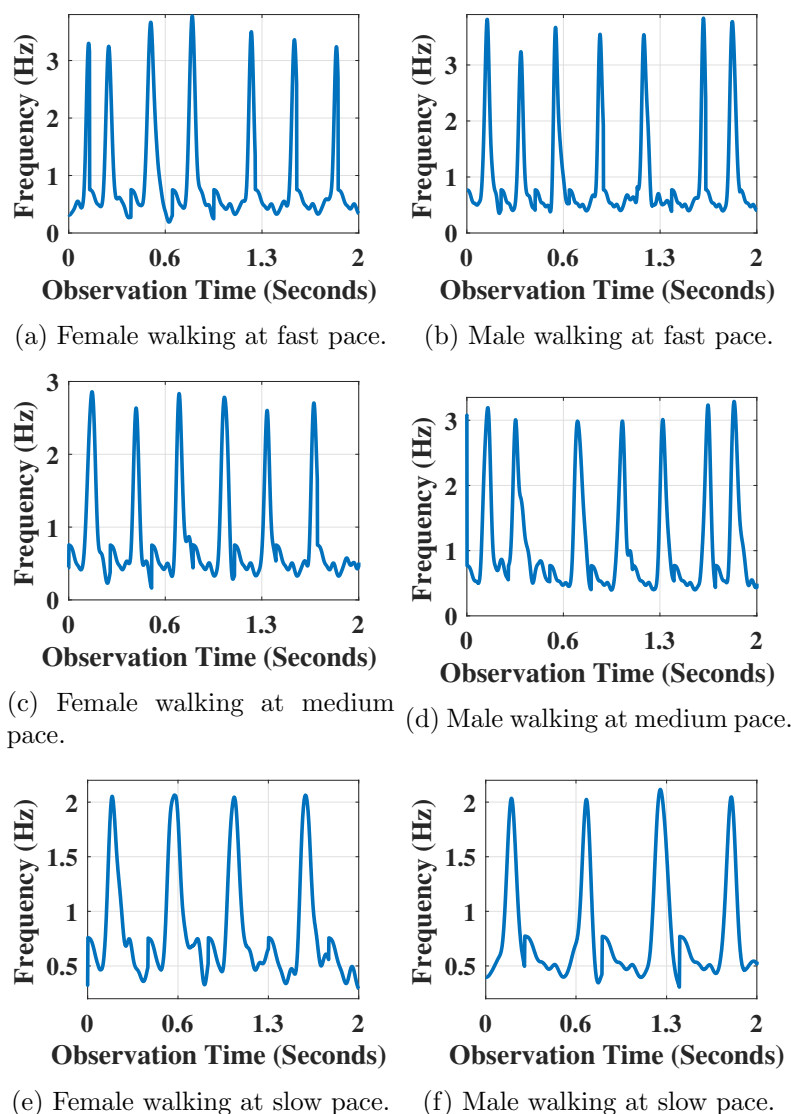 Frequency (Hz)
3
2
1
0
0
0.6
1.3
2
Observation Time (Seconds)
(a) Female walking at fast pace.
Frequency (Hz)
3
2
1
0
0
0.6
1.3
2
Observation Time (Seconds)
(b) Male walking at fast pace.
Frequency (Hz)
3
2
1
0
0
0.6
1.3
2
Observation Time (Seconds)
(c) Female walking at medium
pace.
Frequency (Hz)
3
2
1
0
0
0.6
1.3
2
Observation Time (Seconds)
(d) Male walking at medium pace.
Frequency (Hz)
2
1.5
1
0.5
0
0.6
1.3
2
Observation Time (Seconds)
(e) Female walking at slow pace.
Frequency (Hz)
2
1.5
1
0.5
0
0.6
1.3
2
Observation Time (Seconds)
(f) Male walking at slow pace.